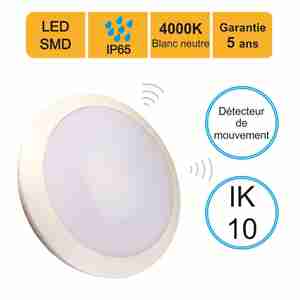 LED
SMD
IP65
4000K
Blanc neutre
Garantie
5 ans
Détecteur
de
mouvement
IK
10